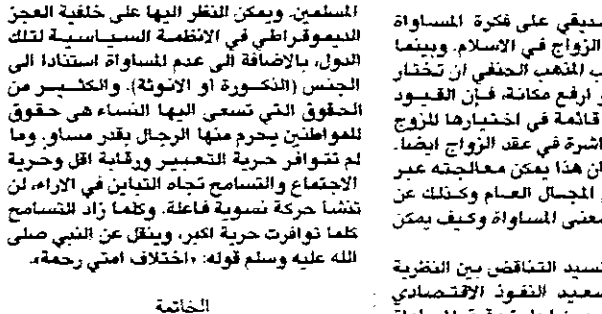 صديقي على فكرة المساواة
الزواج في الاسلام. وبينما
المذهب الحنفي ان تختار
ارفع مكانة، فإن القيود
قائمة في اختيارها للزوج
باشرة في عقد الزواج ايضا.
ان هذا يمكن معالجته عبر
المجال العام وكذلك عن
معنى المساواة وكيف يمكن
التناقض بين النظرية
النفوذ الاقتصادي
المسلمين. ويمكن النظر اليها على خلفية العجز
الديموقراطي في الانظمة السياسية لتلك
الدول، بالاضافة الى عدم المساواة استنادا الى
الجنس (الذكورة او الانوثة). والكثير من
الحقوق التي تسعى اليها النساء هي حقوق
للمواطنين يحرم منها الرجال بقدر مساو. وما
لم تتوافر حرية التعبير ورقابة اقل وحرية
الاجتماع والتسامح تجاه التباين في الاراء، لن
تنشأ حركة نسوية فاعلة. وكلما زاد التسامح
كلما توافرت حرية اكبر، وينقل عن النبي صلى
الله عليه وسلم قوله: «اختلاف امتي رحمة».
الخاتمة